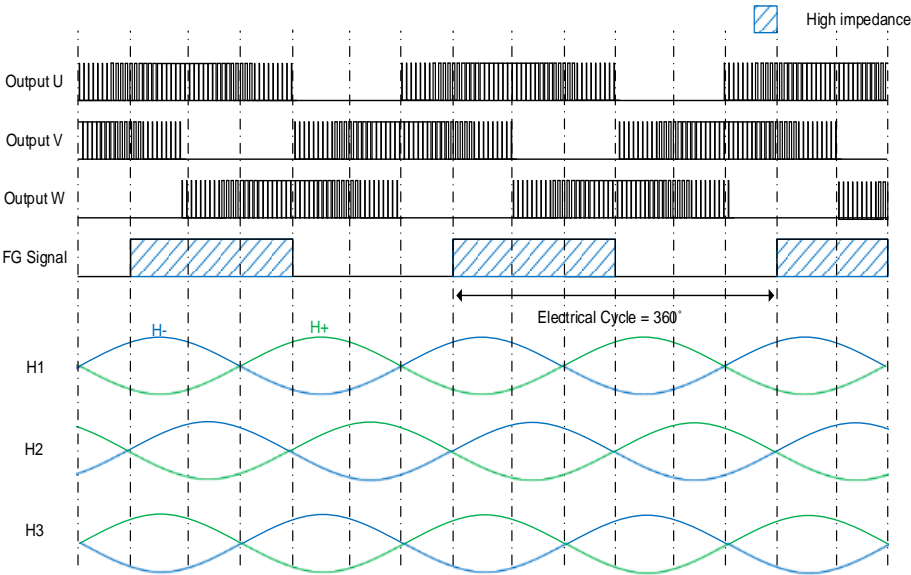 High impedance
Output U
Output V
Output W
FG Signal
Electrical Cycle = 360°
H- H+
H1
H2
H3